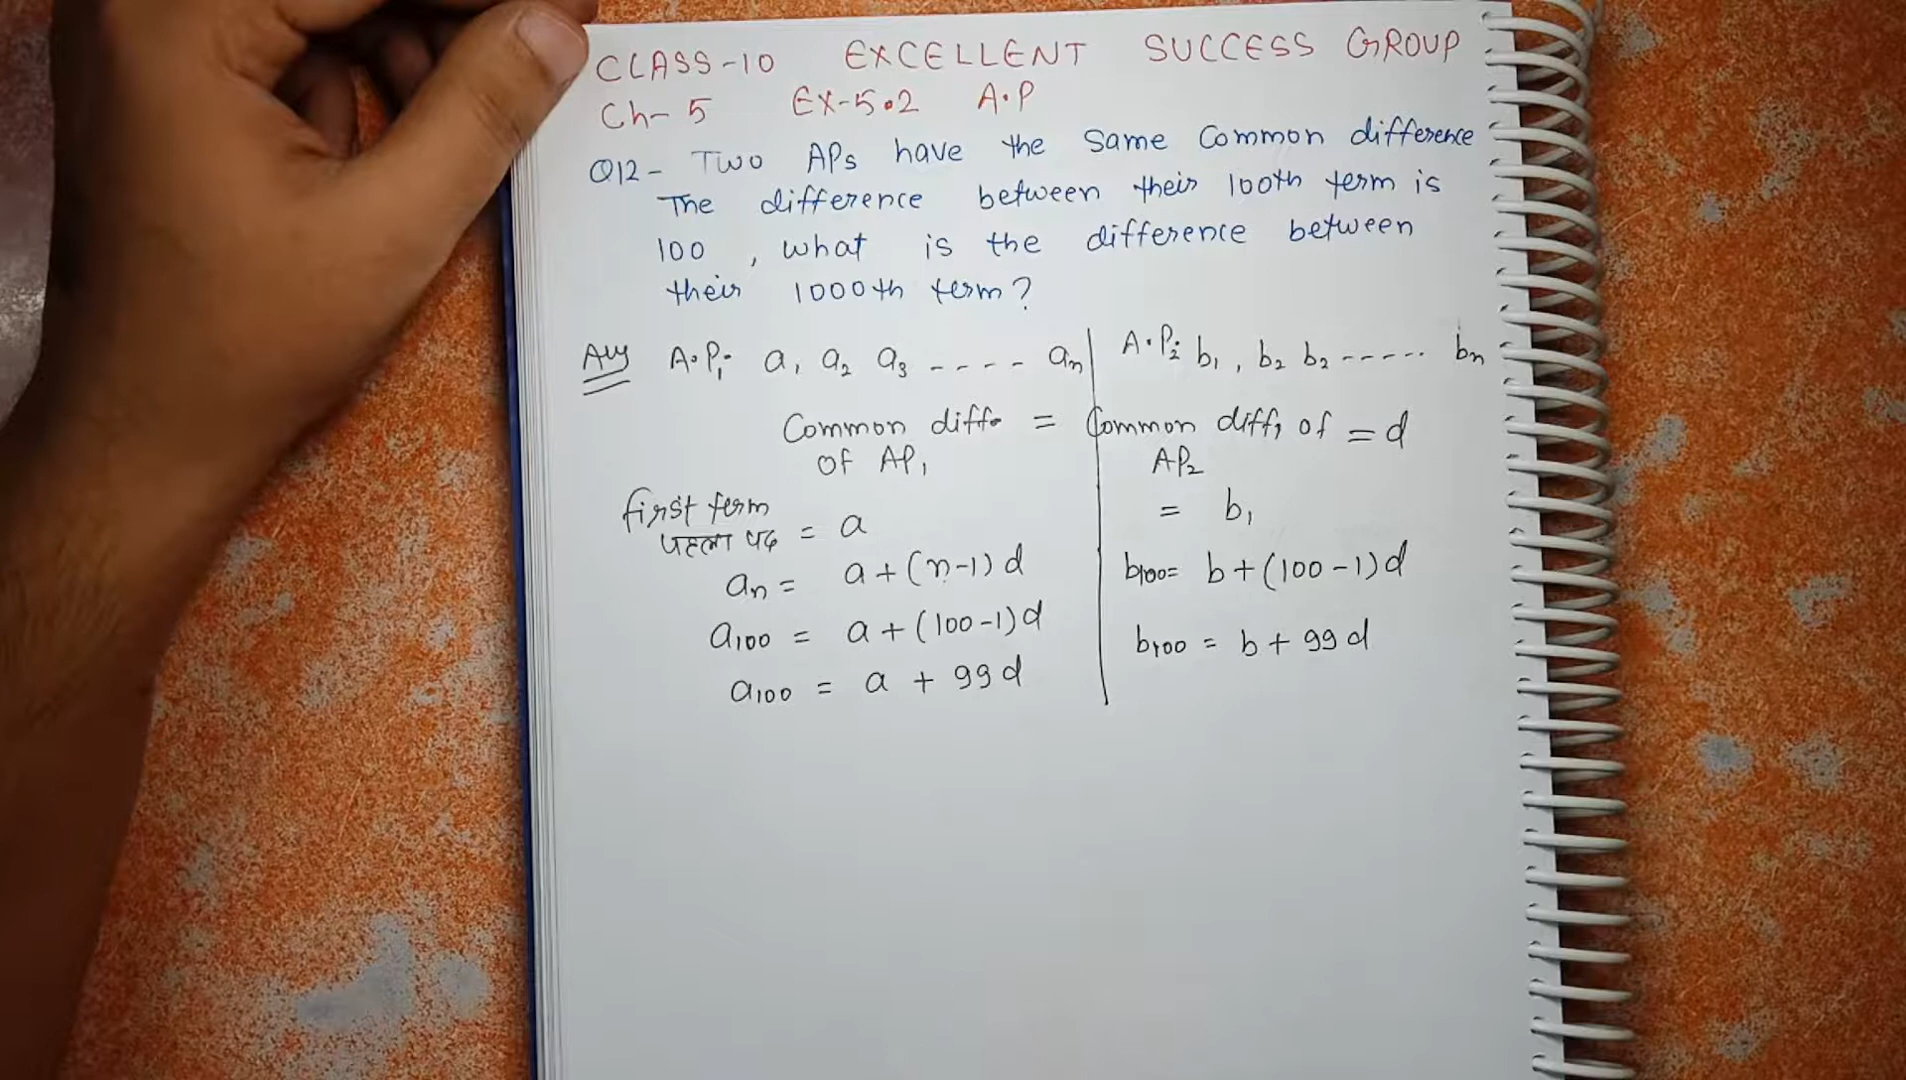 CLASS-10 EXCELLENT SUCCESS GROUP
Ch-5 EX-5.2 A.P
Q12- Two APs have the same common difference
The difference between their 100th term is
100 , what is the difference between
their 1000th term?
A.P₁:- a, a₂ a₃ ----- aₙ | A.P₂: b₁, b₂ b₂ ------ bₙ
Common diff. = Common diff, of = d
of AP₁ AP₂
first term
पहला पद = a = b₁
aₙ = a+(n-1)d
b₁₀₀= b+(100-1)d
a₁₀₀ = a+(100-1)d
b₁₀₀ = b+99d
a₁₀₀ = a + 99d